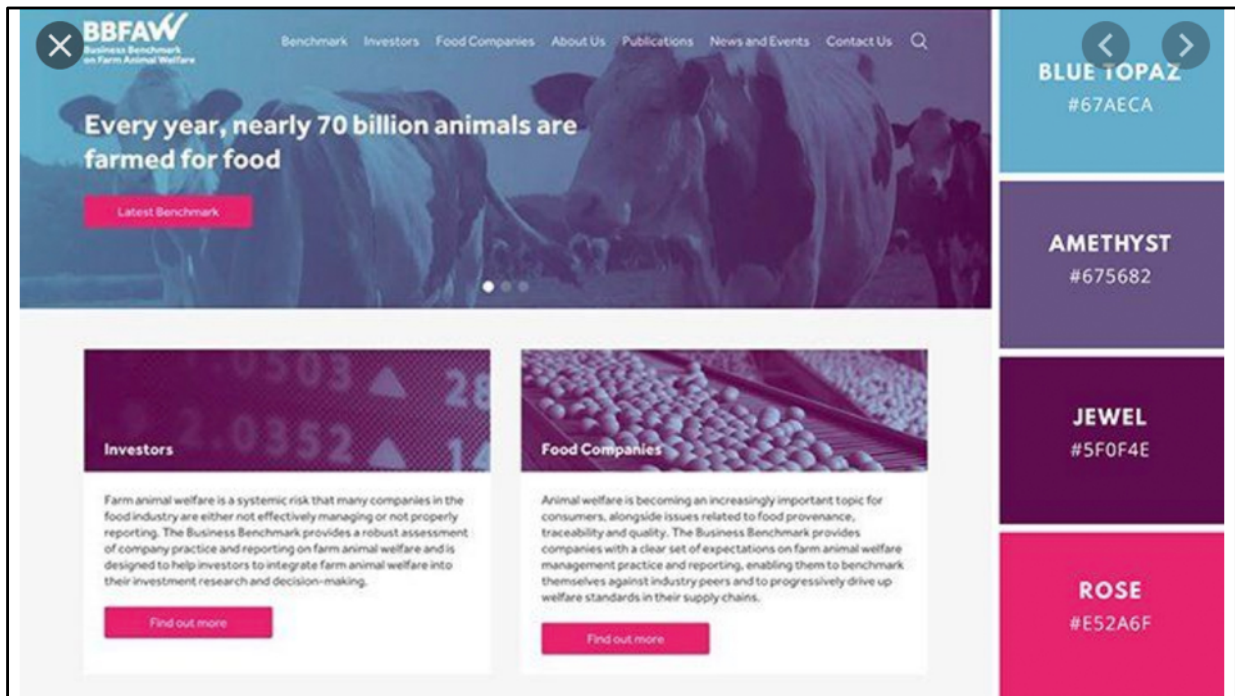 BBFAW
Business Benchmark
on Farm Animal Welfare
Benchmark Investors Food Companies About Us Publications News and Events Contact Us
Every year, nearly 70 billion animals are
farmed for food
Latest Benchmark
1.0503 ▲ 28
2.0352 ▲ 14
Investors
Farm animal welfare is a systemic risk that many companies in the
food industry are either not effectively managing or not properly
reporting. The Business Benchmark provides a robust assessment
of company practice and reporting on farm animal welfare and is
designed to help investors to integrate farm animal welfare into
their investment research and decision-making.
Find out more
Food Companies
Animal welfare is becoming an increasingly important topic for
consumers, alongside issues related to food provenance,
traceability and quality. The Business Benchmark provides
companies with a clear set of expectations on farm animal welfare
management practice and reporting, enabling them to benchmark
themselves against industry peers and to progressively drive up
welfare standards in their supply chains.
Find out more
BLUE TOPAZ
#67AECA
AMETHYST
#675682
JEWEL
#5F0F4E
ROSE
#E52A6F